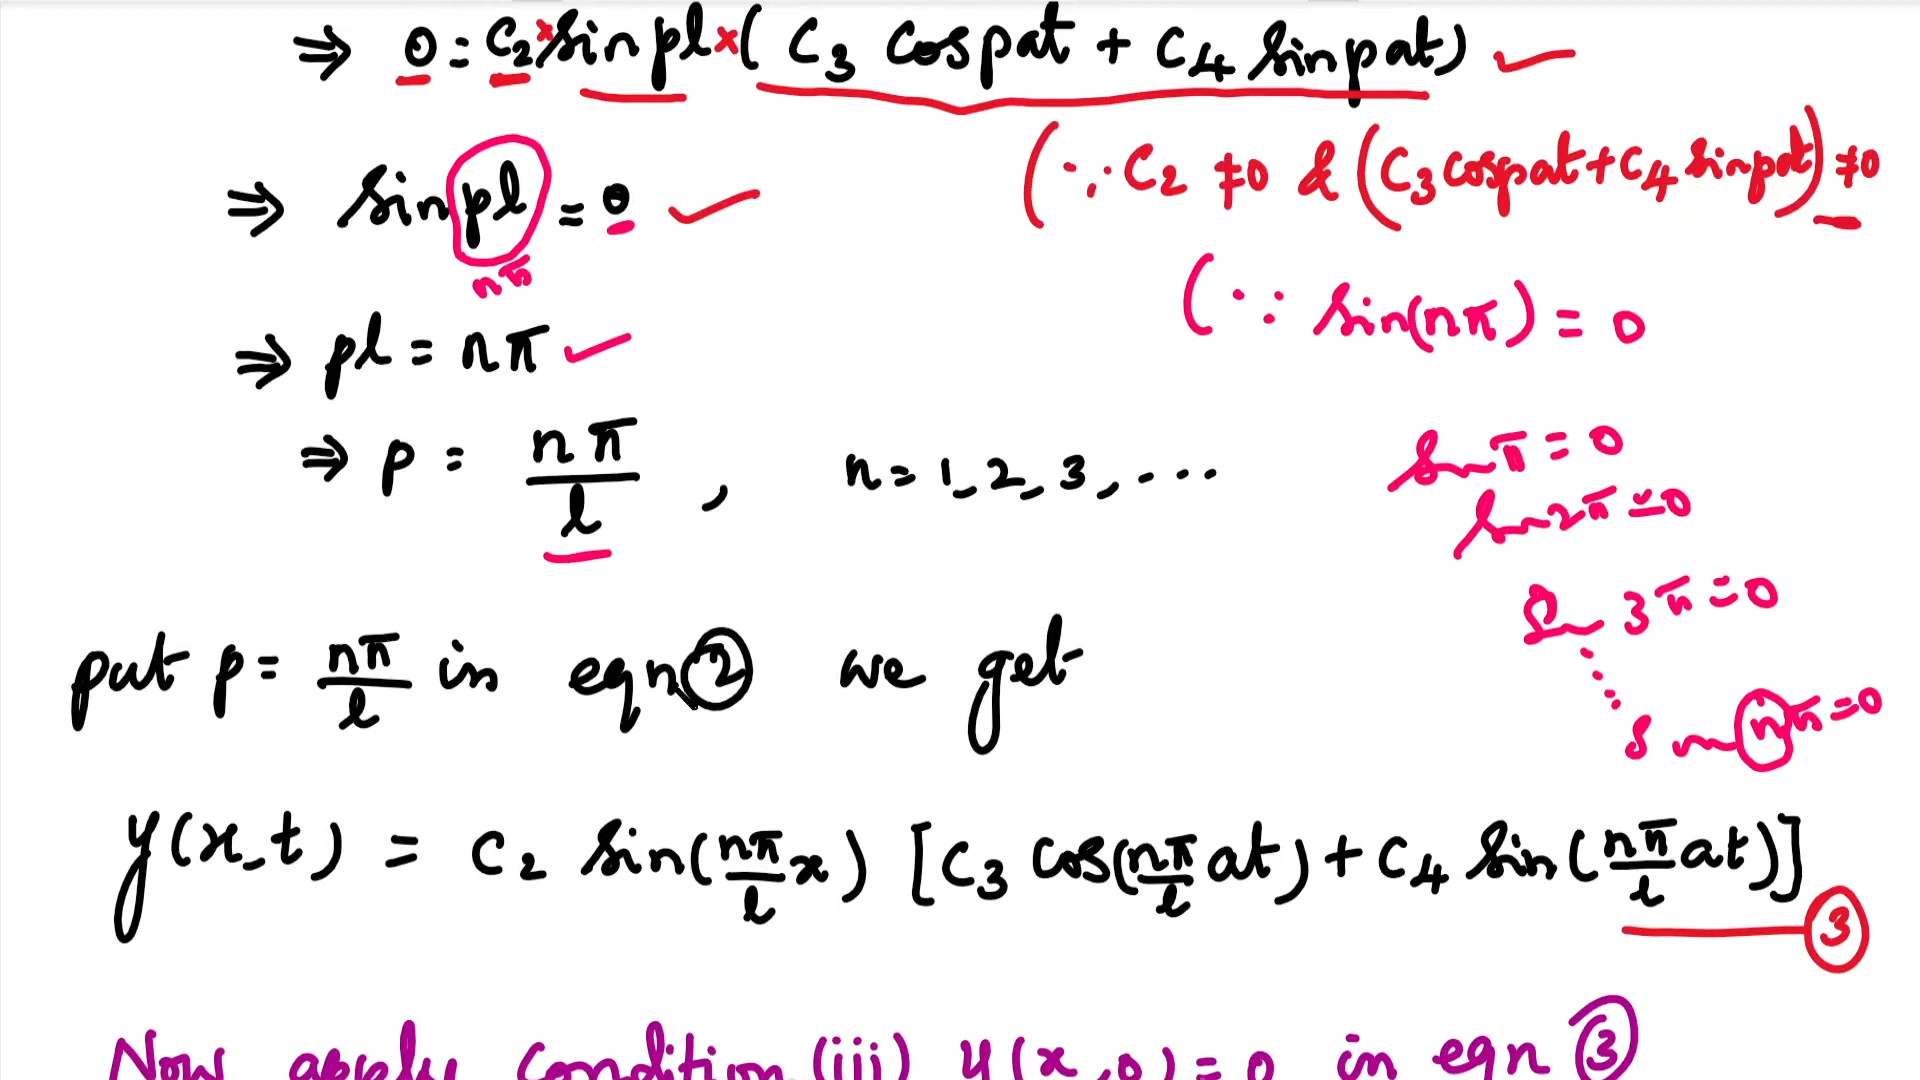 ⇒ 0 = C₂ × sin pl × ( C₃ cos pat + C₄ sin pat ) ✓
(∵ C₂ ≠ 0 & (C₃ cos pat + C₄ sin pat) ≠ 0
⇒ sin pl = 0 ✓
nπ
(∵ sin(nπ) = 0
⇒ pl = nπ ✓
⇒ p = nπ/l , n = 1, 2, 3, ...
sin π = 0
sin 2π = 0
sin 3π = 0
.....
sin nπ = 0
put p = nπ/l in eqn ② we get
y(x, t) = C₂ sin(nπ/l x) [C₃ cos(nπ/l at) + C₄ sin(nπ/l at)]
③
Now apply condition (iii) y(x, 0) = 0 in eqn ③